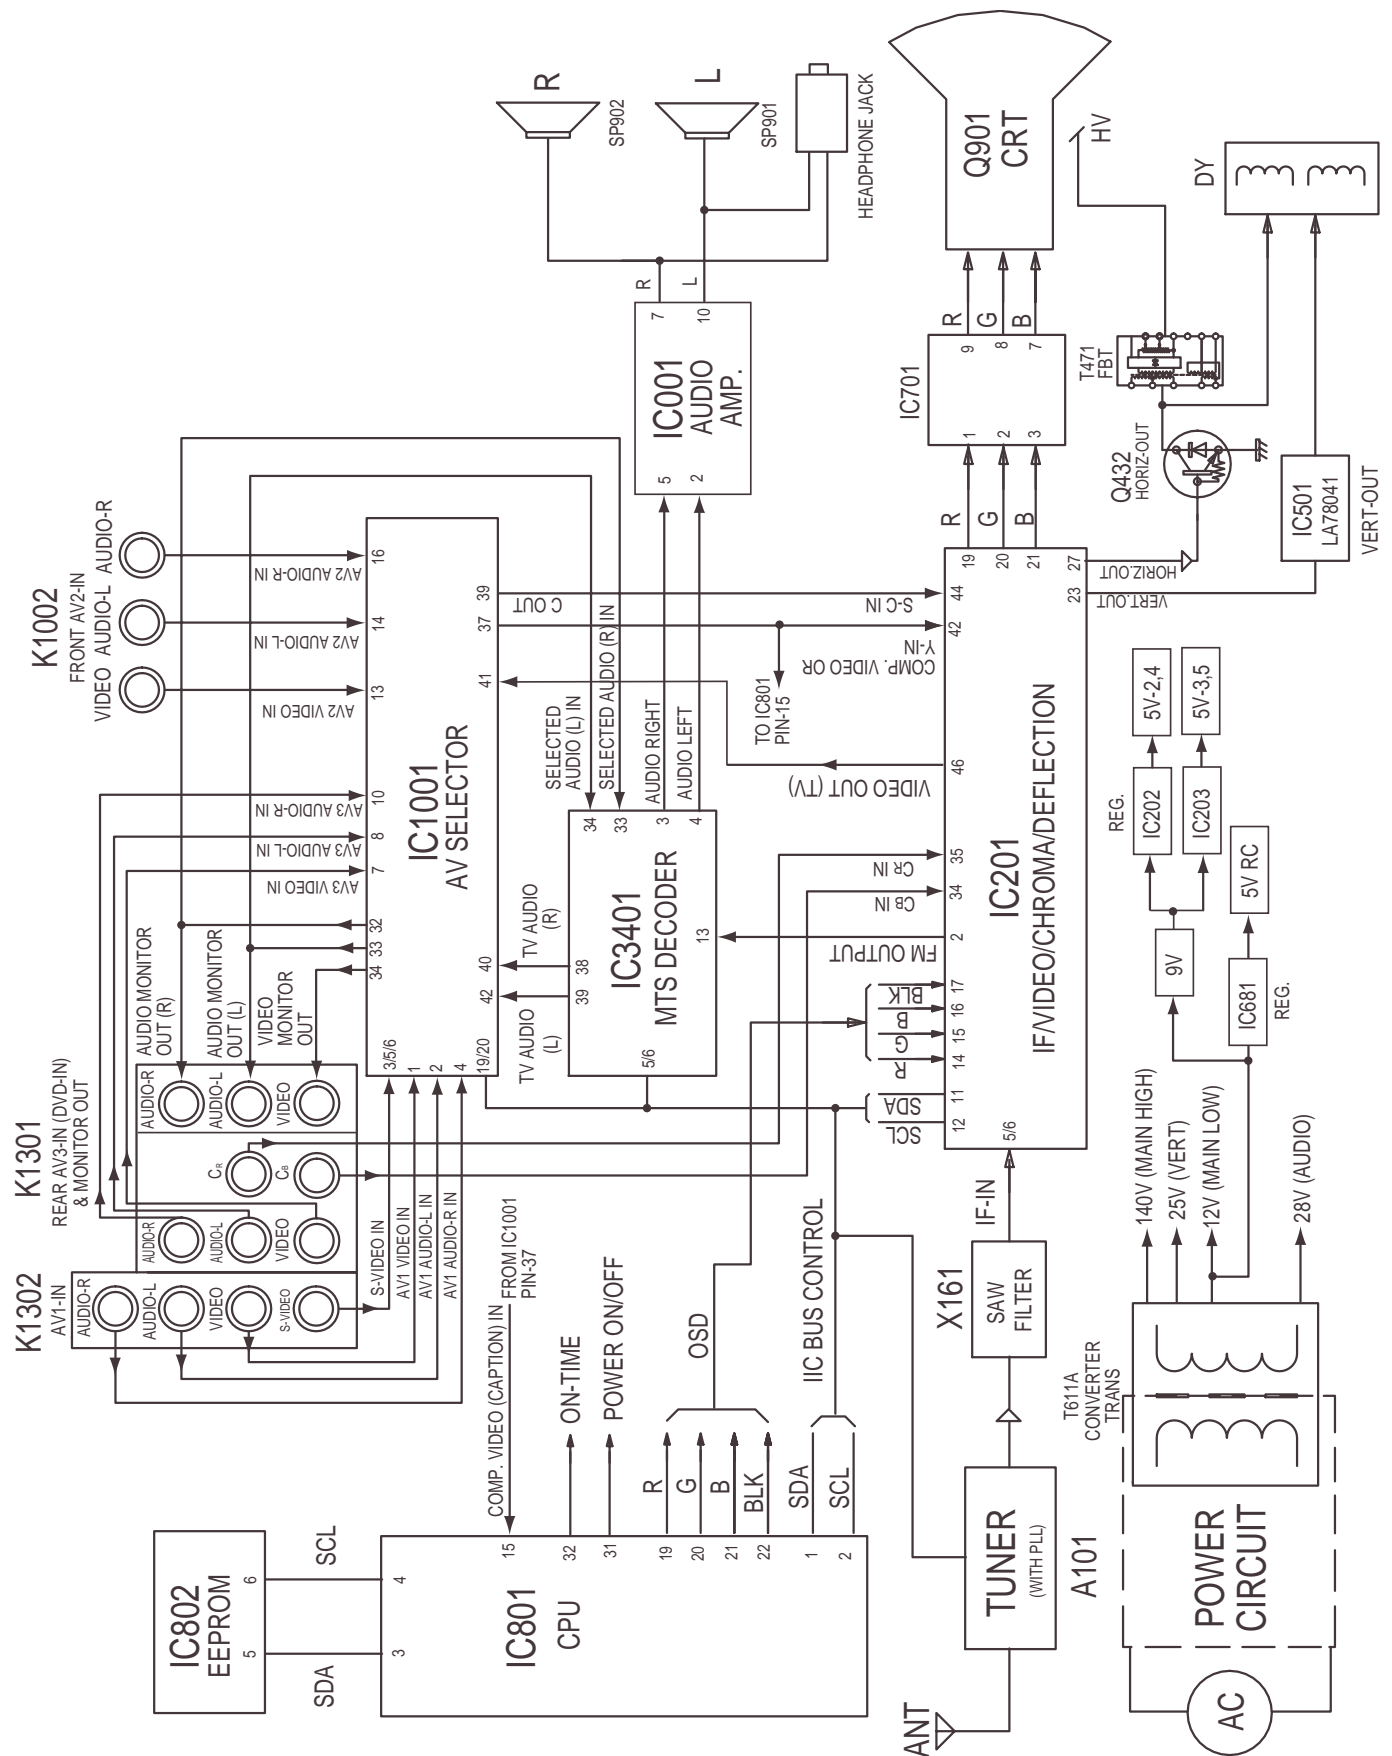 K1302
AV1-IN
AUDIO-R
AUDIO-L
VIDEO
S-VIDEO
K1301
REAR AV3-IN (DVD-IN)
& MONITOR OUT
AUDIO-R
AUDIO-L
VIDEO
CR
CB
AUDIO-R
AUDIO-L
VIDEO
AUDIO MONITOR
OUT (R)
AUDIO MONITOR
OUT (L)
VIDEO
MONITOR
OUT
K1002
FRONT AV2-IN
VIDEO
AUDIO-L
AUDIO-R
AV3 VIDEO IN
AV3 AUDIO-L IN
AV3 AUDIO-R IN
AV2 VIDEO IN
AV2 AUDIO-L IN
AV2 AUDIO-R IN
S-VIDEO IN
AV1 VIDEO IN
AV1 AUDIO-L IN
AV1 AUDIO-R IN
IC1001
AV SELECTOR
34
33
32
7
8
10
13
14
16
3/5/6
1
2
4
19/20
42
40
41
37
39
C OUT
S-C IN
Y-IN
COMP. VIDEO OR
TO IC801
PIN-15
TV AUDIO
(L)
TV AUDIO
(R)
SELECTED
AUDIO (L) IN
SELECTED AUDIO (R) IN
IC3401
MTS DECODER
39
38
5/6
13
34
33
3
4
AUDIO RIGHT
AUDIO LEFT
IC001
AUDIO
AMP.
5
2
7
10
R
L
R
SP902
L
SP901
HEADPHONE JACK
IC802
EEPROM
5
6
SDA
SCL
IC801
CPU
3
4
15
32
31
19
20
21
22
1
2
COMP. VIDEO (CAPTION) IN
FROM IC1001
PIN-37
ON-TIME
POWER ON/OFF
R
G
B
BLK
OSD
SDA
SCL
IIC BUS CONTROL
ANT
TUNER
(WITH PLL)
A101
X161
SAW
FILTER
IF-IN
IC201
IF/VIDEO/CHROMA/DEFLECTION
5/6
12
11
14
15
16
17
2
34
35
46
42
44
19
20
21
27
23
SCL
SDA
R
G
B
BLK
FM OUTPUT
CB IN
CR IN
VIDEO OUT (TV)
R
G
B
HORIZ.OUT
VERT.OUT
IC701
1
2
3
9
8
7
R
G
B
Q901
CRT
HV
T471
FBT
Q432
HORIZ-OUT
IC501
LA78041
VERT-OUT
DY
AC
POWER
CIRCUIT
T611A
CONVERTER
TRANS
140V (MAIN HIGH)
25V (VERT)
12V (MAIN LOW)
28V (AUDIO)
9V
IC681
REG.
5V RC
REG.
IC202
IC203
5V-2,4
5V-3,5